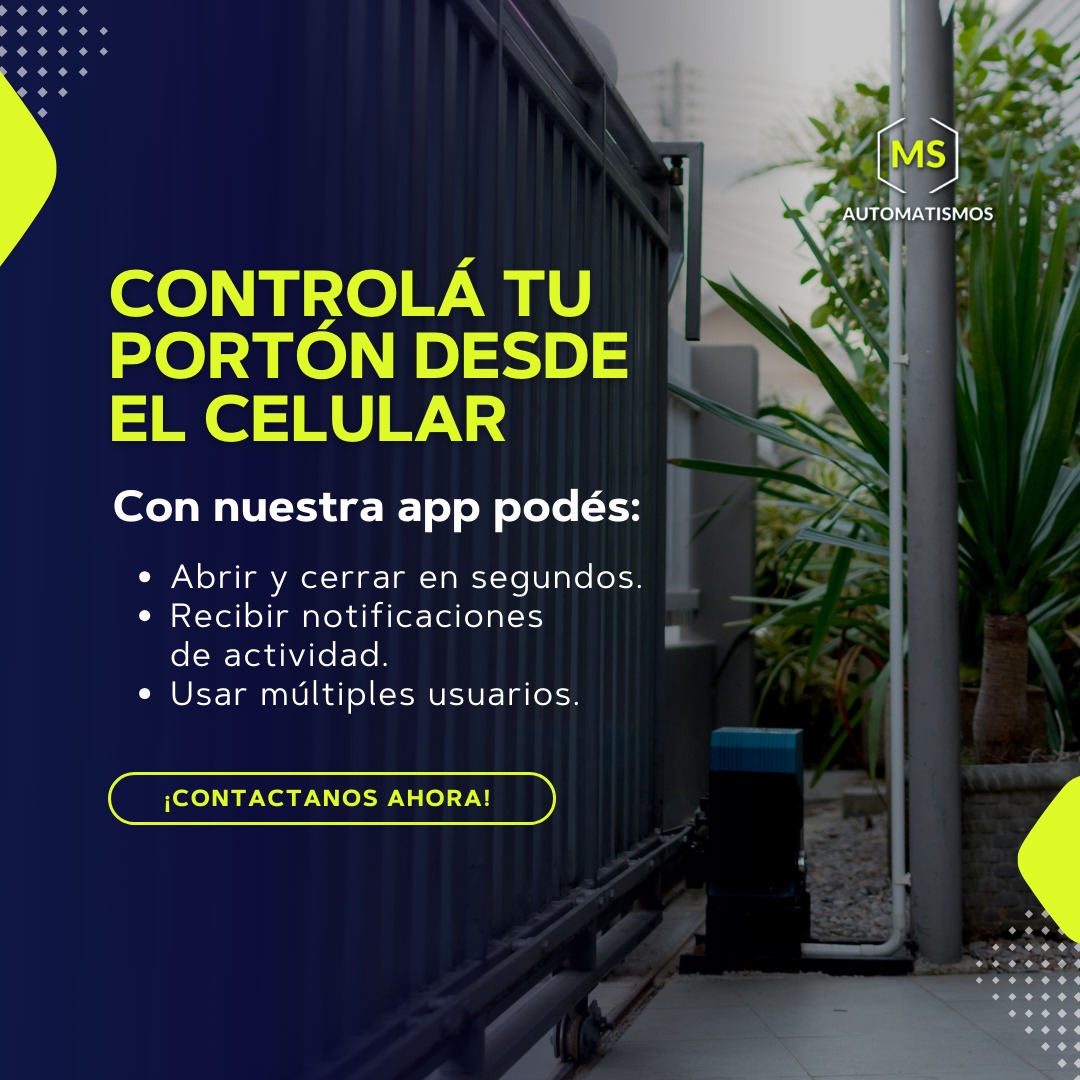 MS
AUTOMATISMOS
CONTROLÁ TU
PORTÓN DESDE
EL CELULAR
Con nuestra app podés:
• Abrir y cerrar en segundos.
• Recibir notificaciones
de actividad.
• Usar múltiples usuarios.
¡CONTACTANOS AHORA!